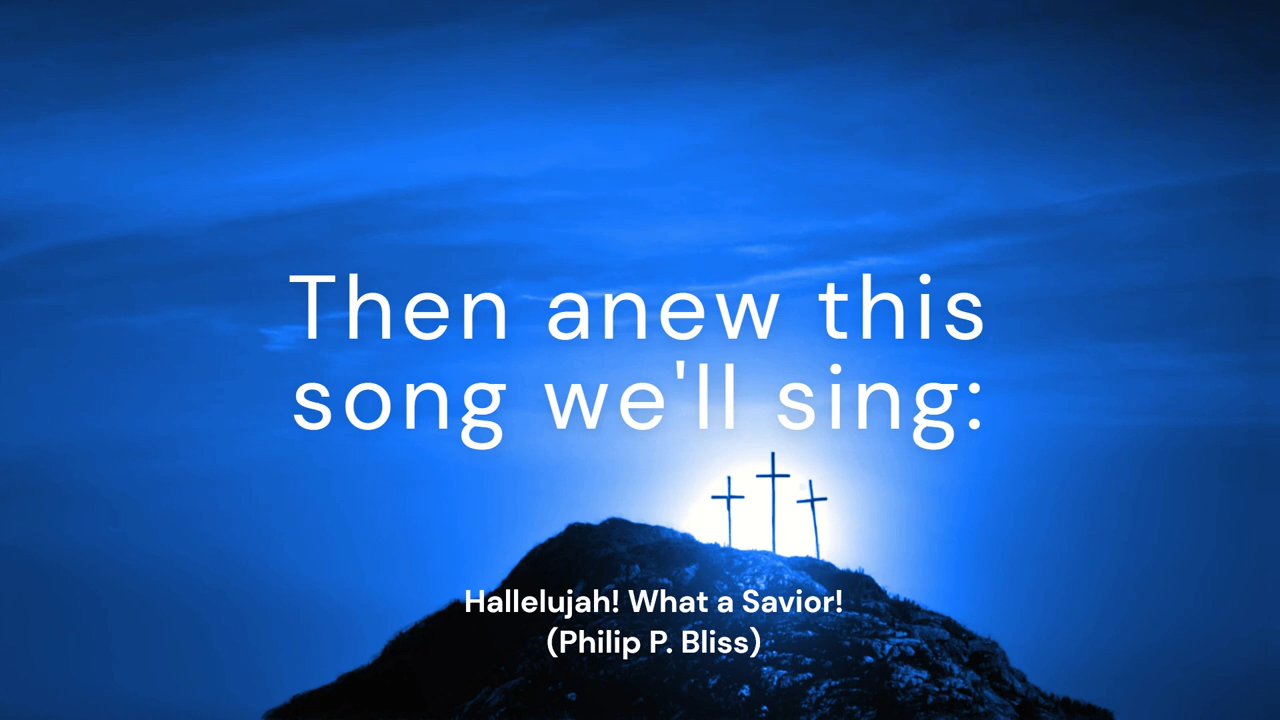 Then anew this
song we'll sing:
Hallelujah! What a Savior!
(Philip P. Bliss)